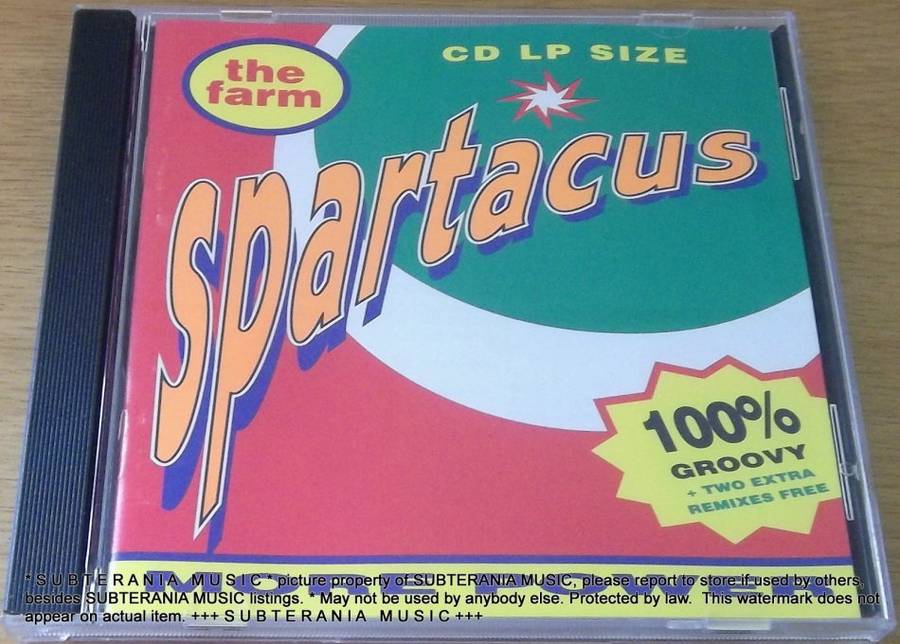 the
farm
CD LP SIZE
spartacus
100%
GROOVY
+ TWO EXTRA
REMIXES FREE
MORE POWER
* S U B T E R A N I A   M U S I C * picture property of SUBTERANIA MUSIC, please report to store if used by others,
besides SUBTERANIA MUSIC listings. * May not be used by anybody else. Protected by law.  This watermark does not
appear on actual item. +++ S U B T E R A N I A   M U S I C +++